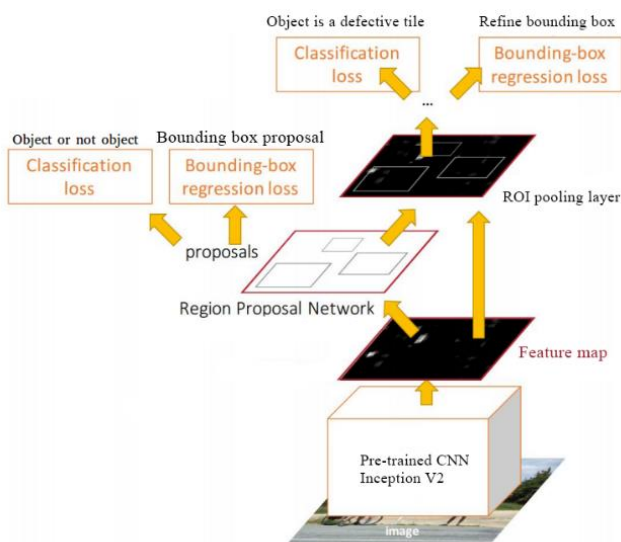 Object is a defective tile
Refine bounding box
Classification
loss
Bounding-box
regression loss
...
Object or not object
Bounding box proposal
Classification
loss
Bounding-box
regression loss
ROI pooling layer
proposals
Region Proposal Network
Feature map
Pre-trained CNN
Inception V2
image